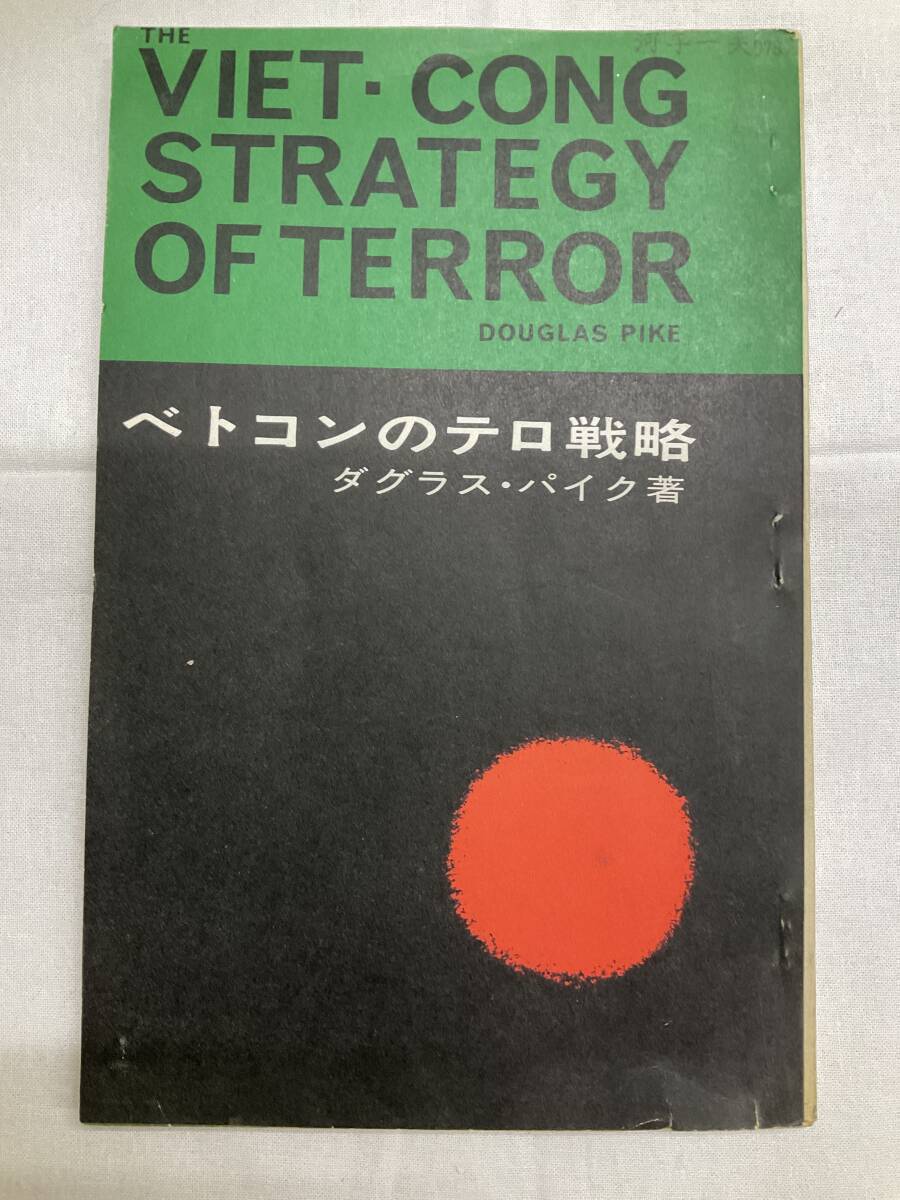 THE
VIET-CONG
STRATEGY
OF TERROR
DOUGLAS PIKE
ベトコンのテロ戦略
ダグラス・パイク著